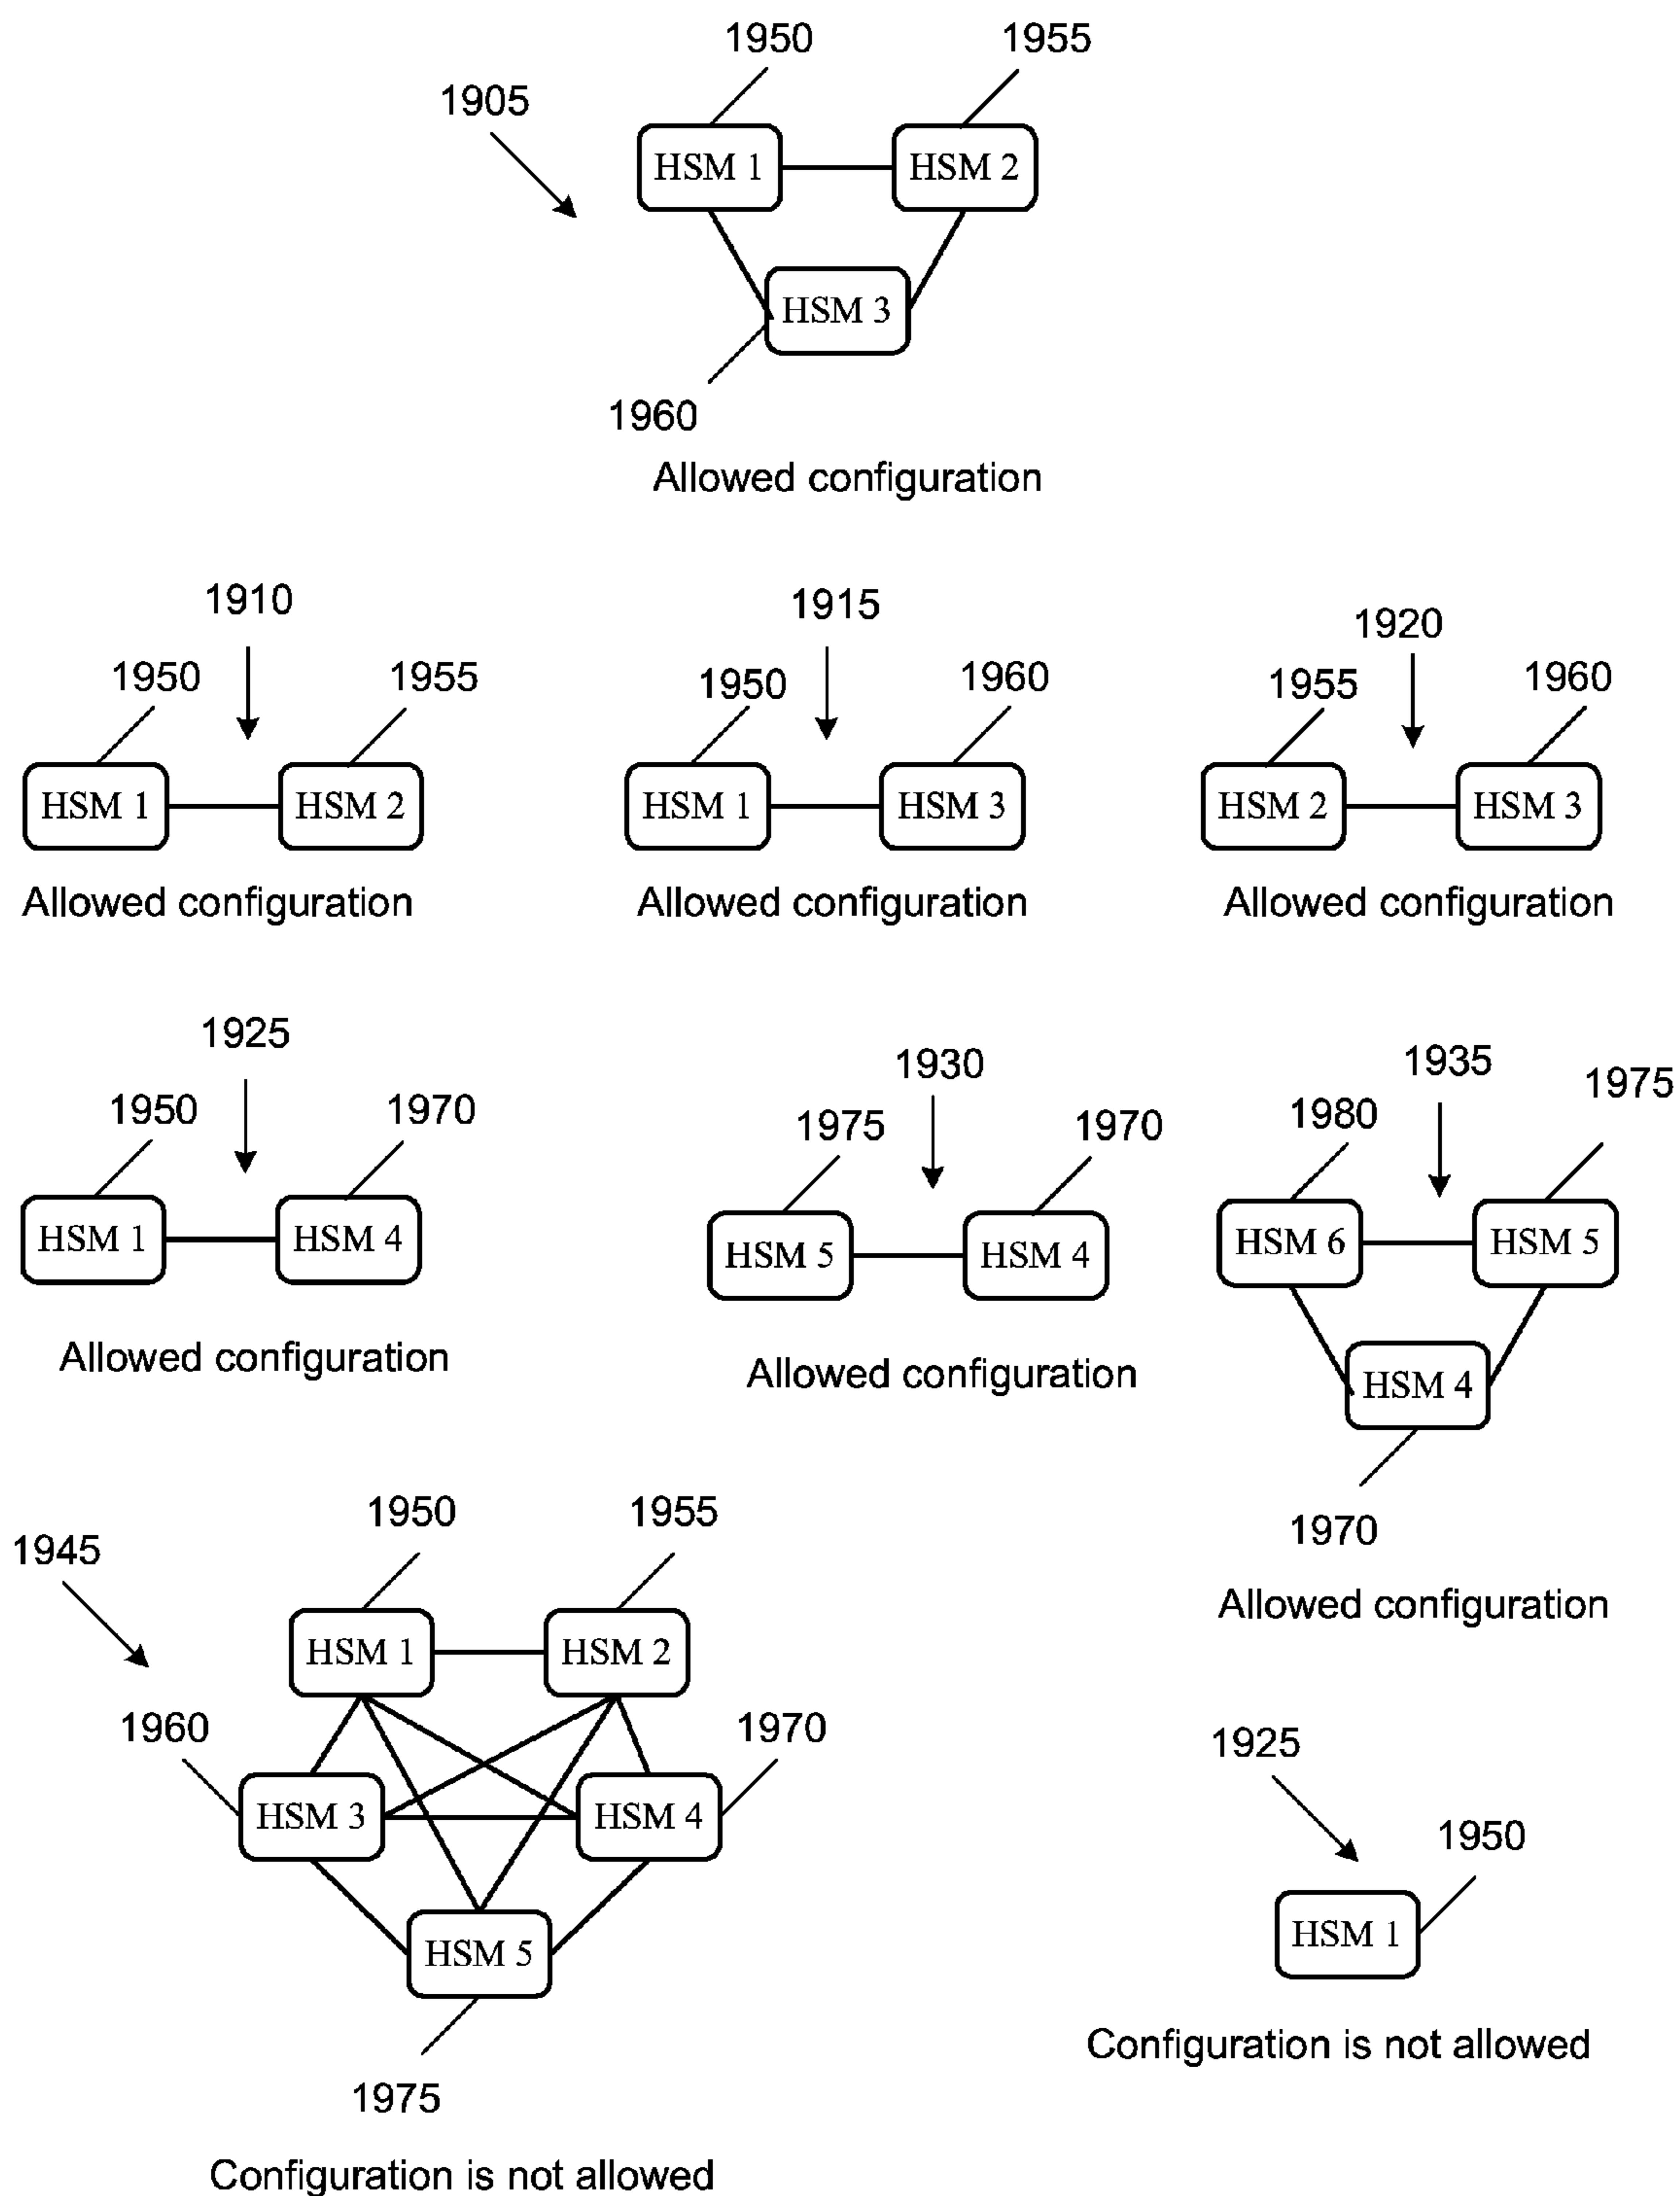 1950
1955
1905
HSM 1
HSM 2
HSM 3
1960
Allowed configuration
1910
1950
1955
HSM 1
HSM 2
Allowed configuration
1915
1950
1960
HSM 1
HSM 3
Allowed configuration
1920
1955
1960
HSM 2
HSM 3
Allowed configuration
1925
1950
1970
HSM 1
HSM 4
Allowed configuration
1930
1975
1970
HSM 5
HSM 4
Allowed configuration
1935
1980
1975
HSM 6
HSM 5
HSM 4
1970
Allowed configuration
1945
1950
1955
HSM 1
HSM 2
1960
1970
HSM 3
HSM 4
HSM 5
1975
Configuration is not allowed
1925
1950
HSM 1
Configuration is not allowed